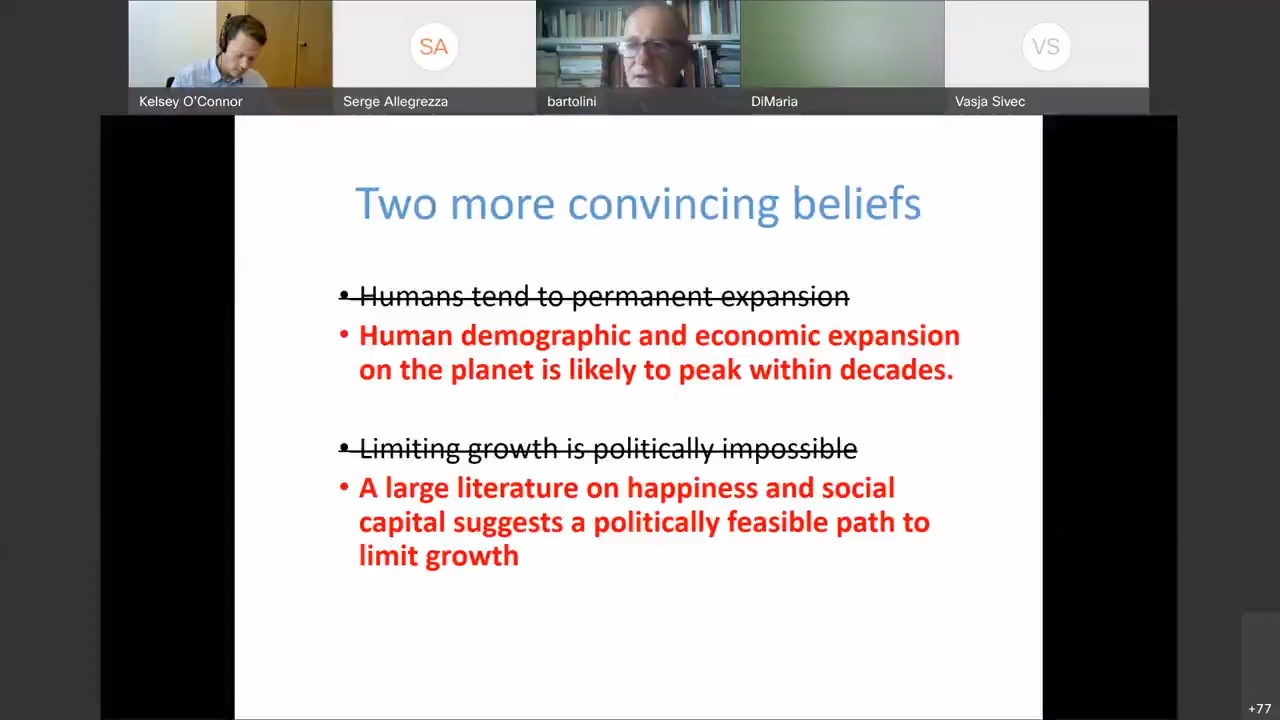 SA
VS
Kelsey O'Connor
Serge Allegrezza
bartolini
DiMaria
Vasja Sivec
Two more convincing beliefs
• Humans tend to permanent expansion
• Human demographic and economic expansion
on the planet is likely to peak within decades.
• Limiting growth is politically impossible
• A large literature on happiness and social
capital suggests a politically feasible path to
limit growth
+77